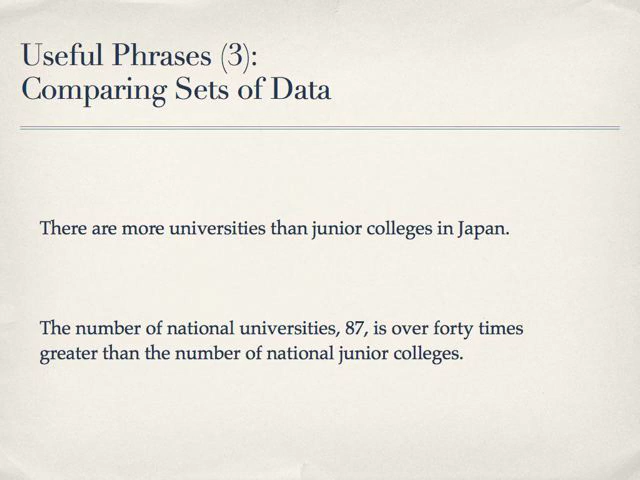 Useful Phrases (3):
Comparing Sets of Data
There are more universities than junior colleges in Japan.
The number of national universities, 87, is over forty times
greater than the number of national junior colleges.